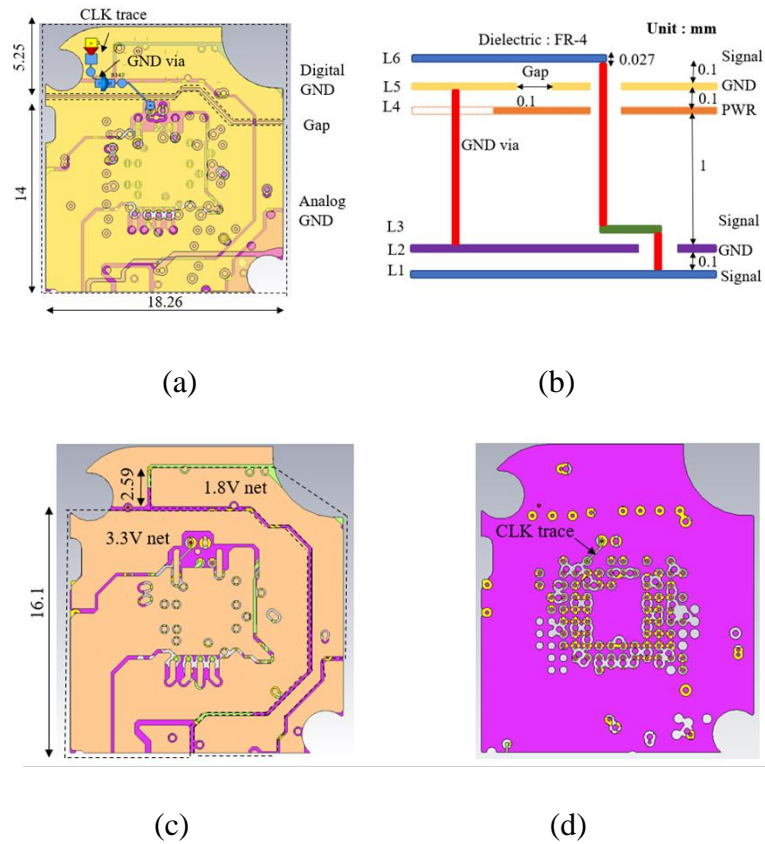 (a)
CLK trace
GND via
R342
5.25
14
18.26
Digital
GND
Gap
Analog
GND
(b)
Unit : mm
Dielectric : FR-4
L6
L5
L4
L3
L2
L1
0.027
Gap
0.1
GND via
Signal
0.1
GND
0.1
PWR
1
Signal
GND
0.1
Signal
(a)
(b)
2.59
1.8V net
3.3V net
16.1
CLK trace
(c)
(d)